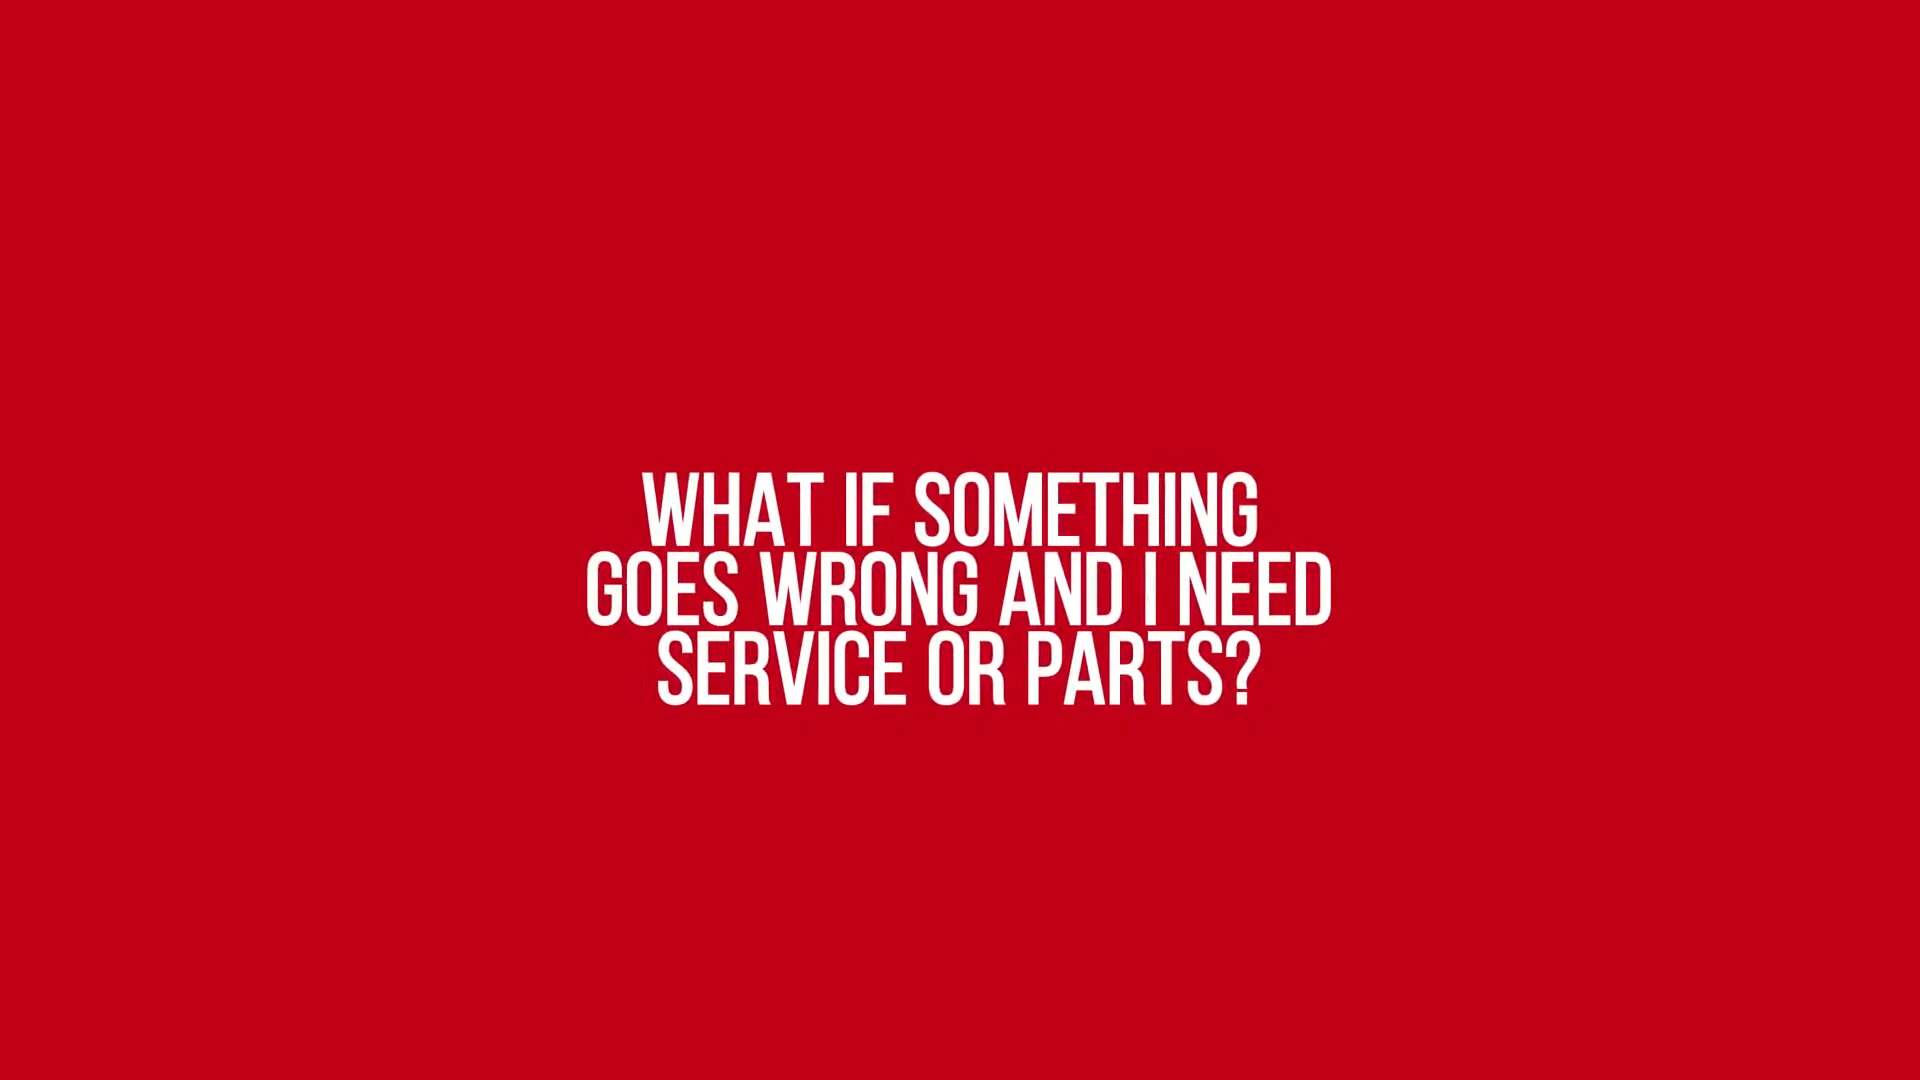 WHAT IF SOMETHING
GOES WRONG AND I NEED
SERVICE OR PARTS?